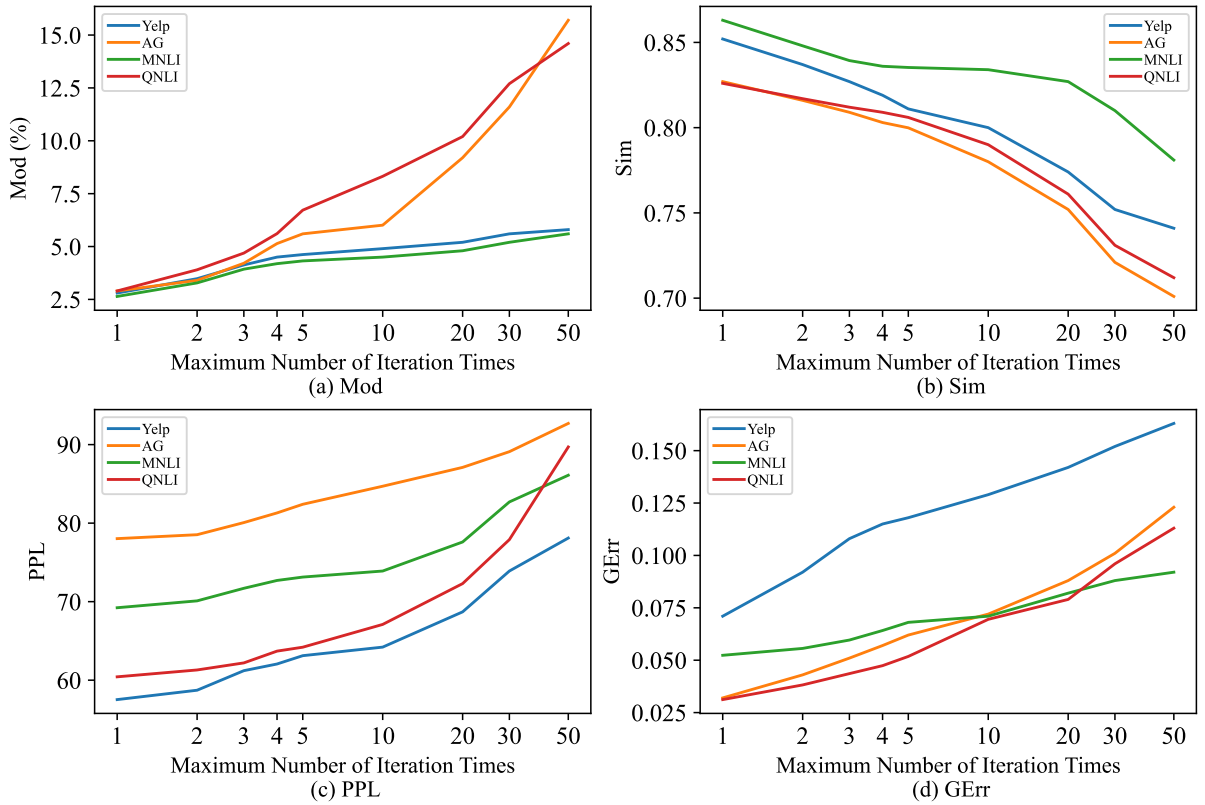 Yelp
AG
MNLI
QNLI
15.0
12.5
10.0
7.5
5.0
2.5
Mod (%)
1 2 3 4 5 10 20 30 50
Maximum Number of Iteration Times
(a) Mod
Yelp
AG
MNLI
QNLI
0.85
0.80
0.75
0.70
Sim
1 2 3 4 5 10 20 30 50
Maximum Number of Iteration Times
(b) Sim
Yelp
AG
MNLI
QNLI
90
80
70
60
PPL
1 2 3 4 5 10 20 30 50
Maximum Number of Iteration Times
(c) PPL
Yelp
AG
MNLI
QNLI
0.150
0.125
0.100
0.075
0.050
0.025
GErr
1 2 3 4 5 10 20 30 50
Maximum Number of Iteration Times
(d) GErr